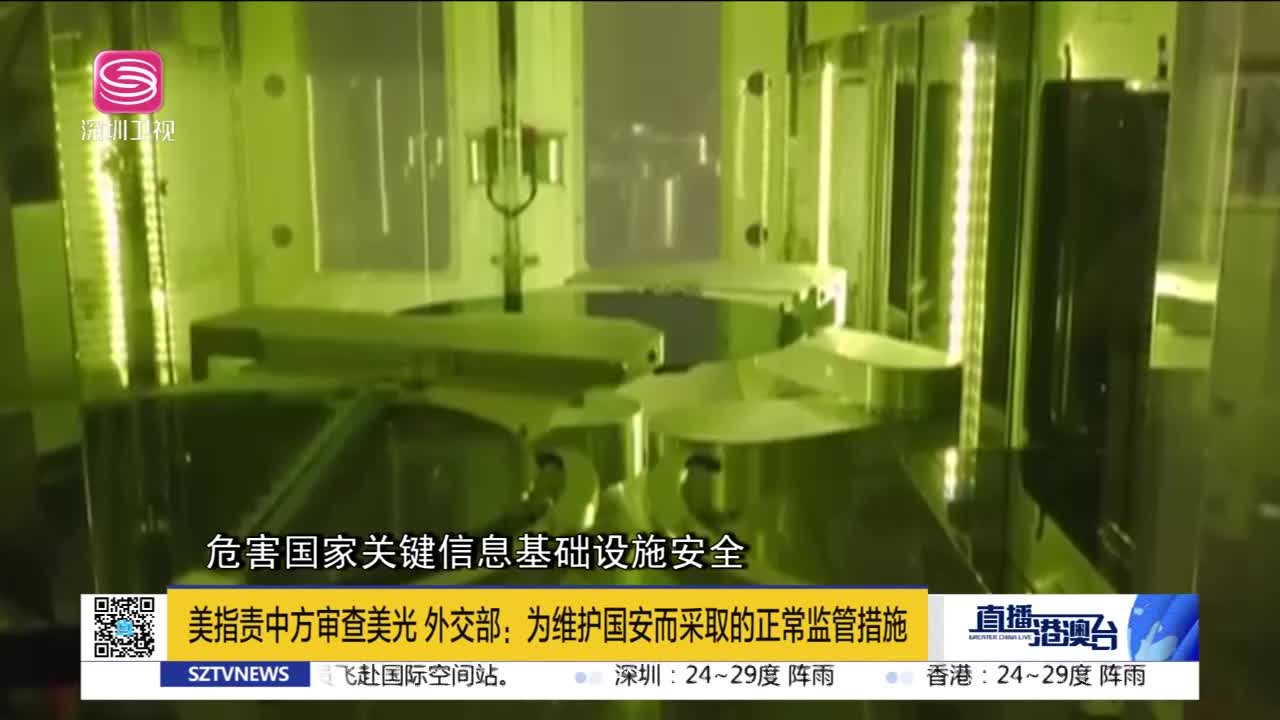 深圳卫视
危害国家关键信息基础设施安全
美指责中方审查美光 外交部：为维护国安而采取的正常监管措施
直播港澳台
GREATER CHINA LIVE
SZTVNEWS
飞赴国际空间站。 深圳：24~29度 阵雨 香港：24~29度 阵雨